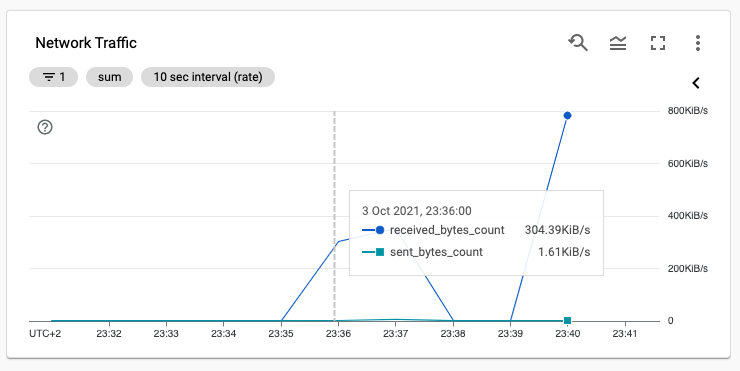 Network Traffic
1
sum
10 sec interval (rate)
800KiB/s
600KiB/s
400KiB/s
200KiB/s
0
3 Oct 2021, 23:36:00
received_bytes_count 304.39KiB/s
sent_bytes_count 1.61KiB/s
UTC+2 23:32 23:33 23:34 23:35 23:36 23:37 23:38 23:39 23:40 23:41